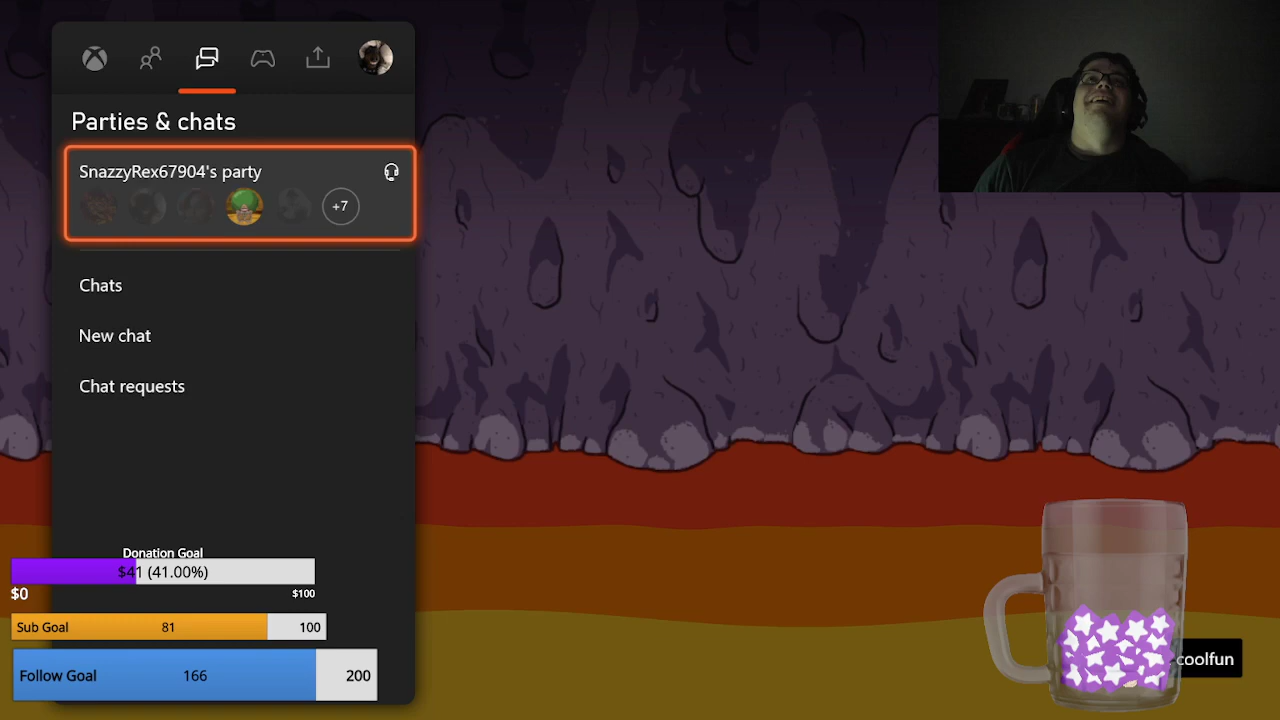 Parties & chats
SnazzyRex67904's party
+7
Chats
New chat
Chat requests
Donation Goal
$41 (41.00%)
$0 $100
Sub Goal 81 100
Follow Goal 166 200
coolfun